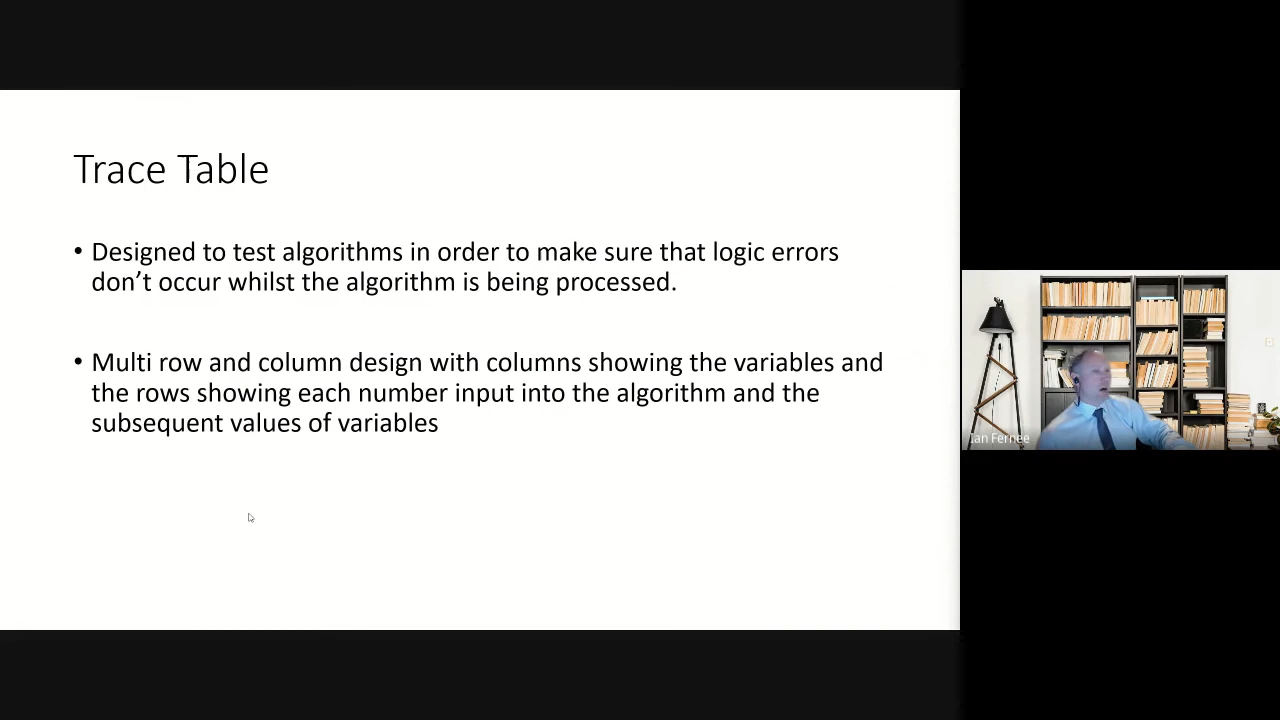 Trace Table
• Designed to test algorithms in order to make sure that logic errors
don’t occur whilst the algorithm is being processed.
• Multi row and column design with columns showing the variables and
the rows showing each number input into the algorithm and the
subsequent values of variables
Ian Fernee